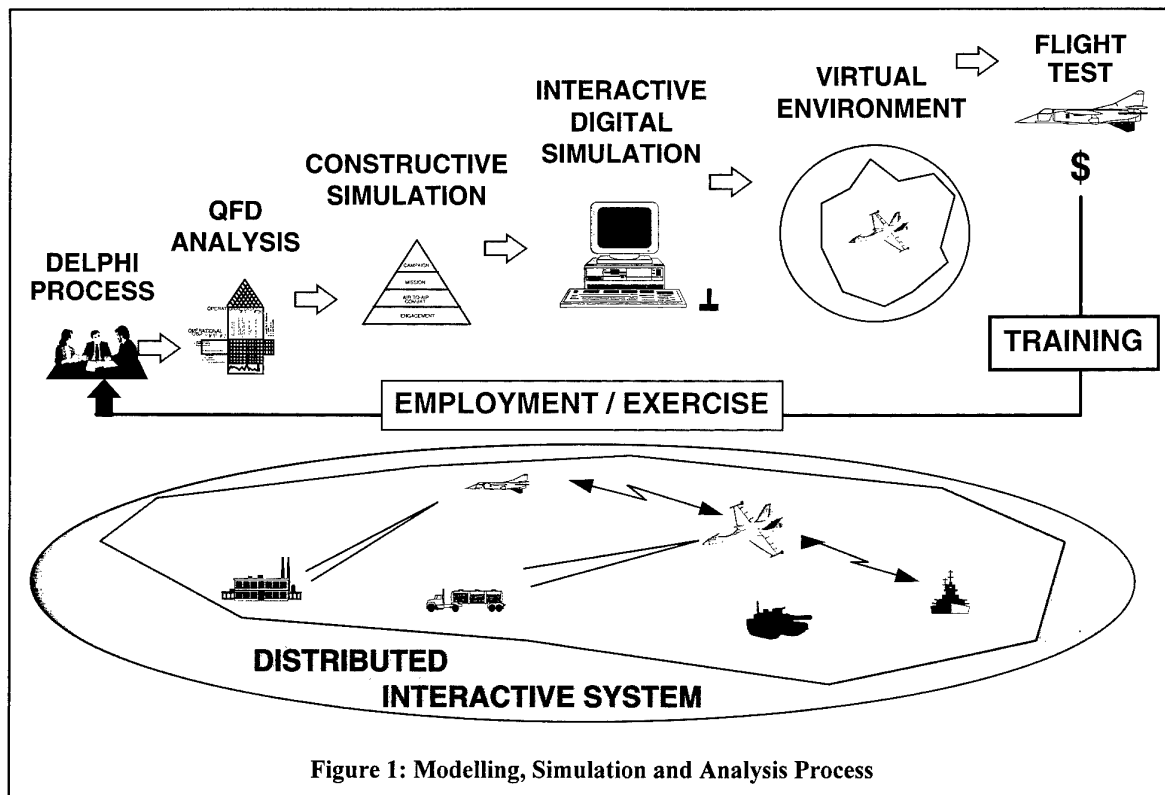 DELPHI
PROCESS
QFD
ANALYSIS
CONSTRUCTIVE
SIMULATION
CAMPAIGN
MISSION
AIR TO AIR
COMBAT
ENGAGEMENT
INTERACTIVE
DIGITAL
SIMULATION
VIRTUAL
ENVIRONMENT
FLIGHT
TEST
$
TRAINING
EMPLOYMENT / EXERCISE
OPERATIONAL
DISTRIBUTED
INTERACTIVE SYSTEM
Figure 1: Modelling, Simulation and Analysis Process